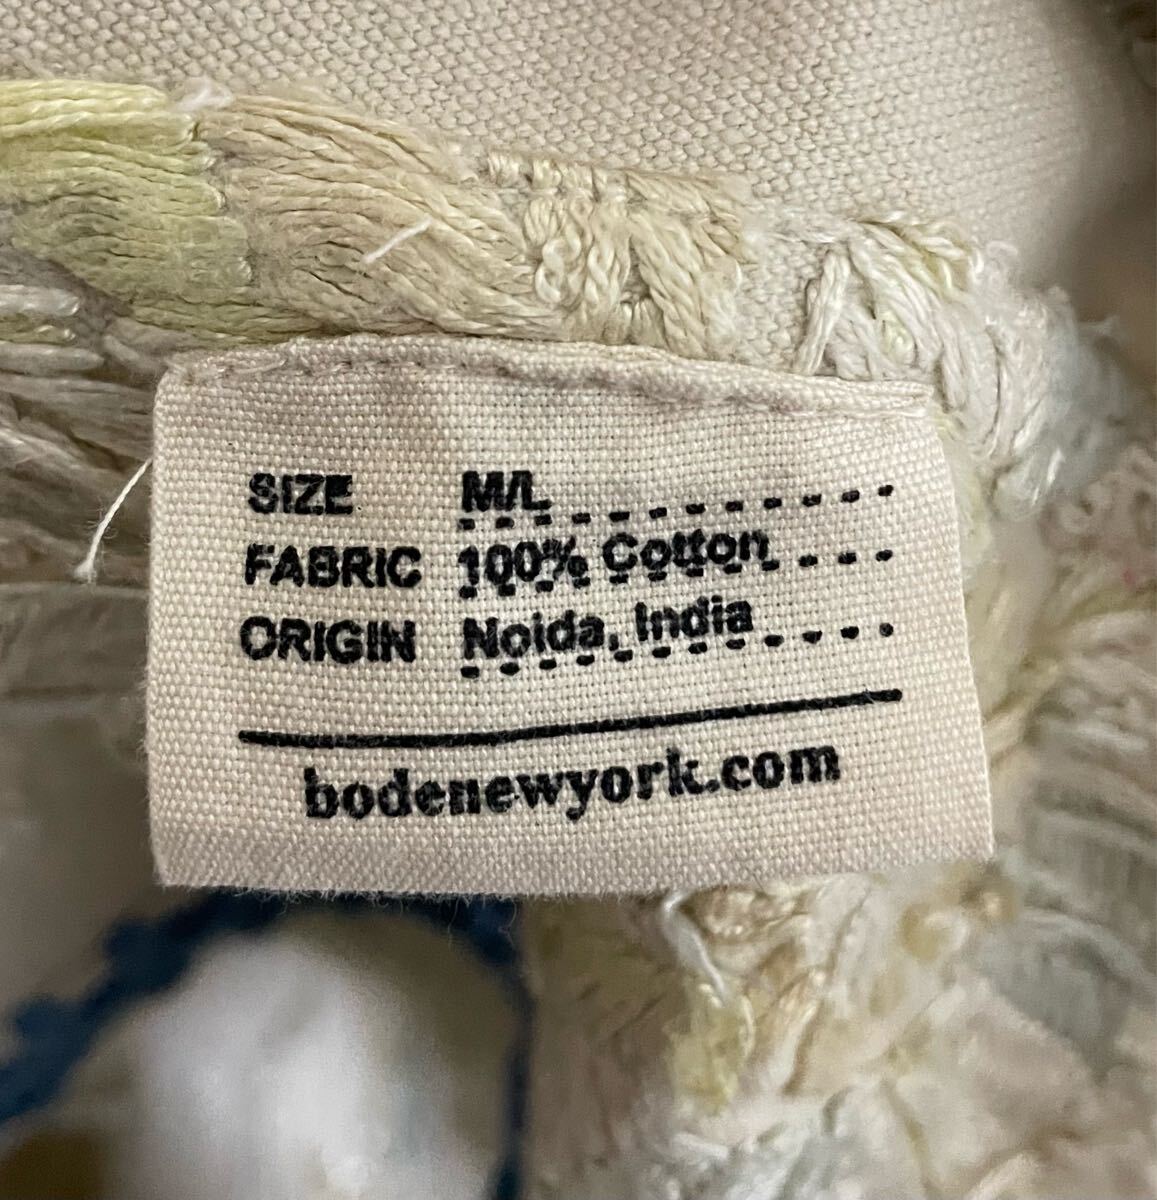 SIZE M/L
FABRIC 100% Cotton
ORIGIN Noida, India
bodenewyork.com